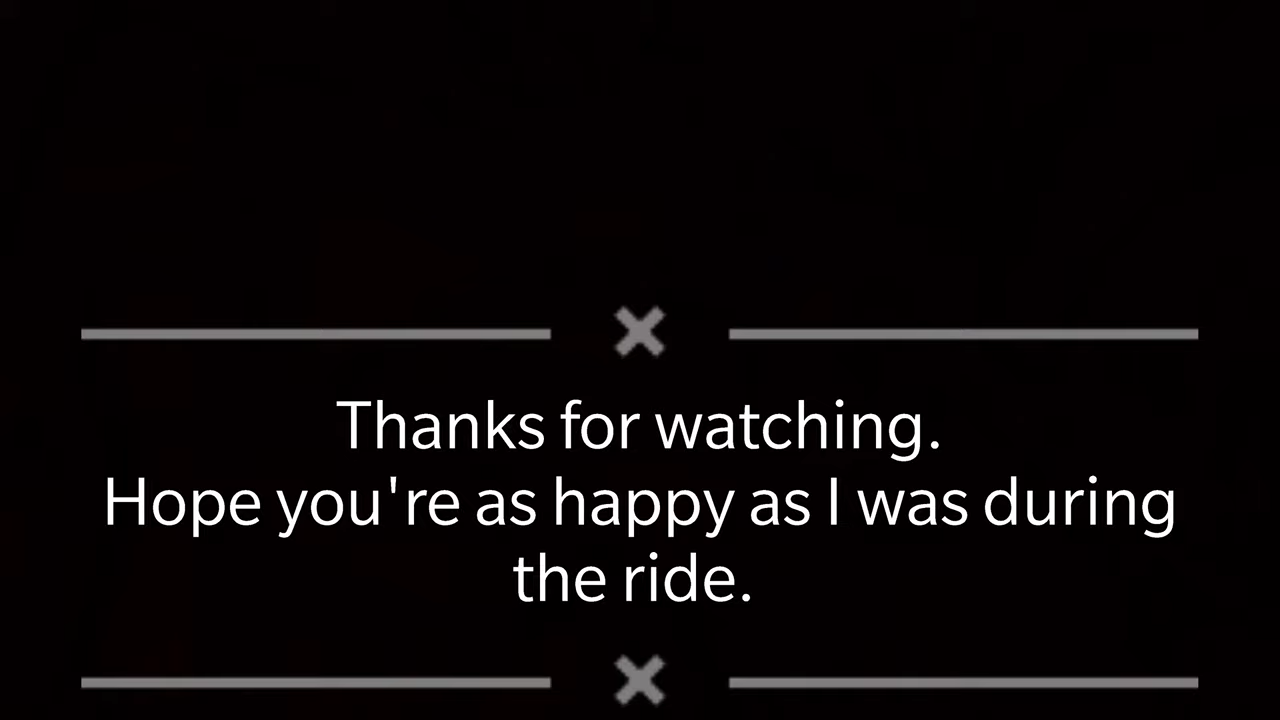 Thanks for watching.
Hope you're as happy as I was during
the ride.